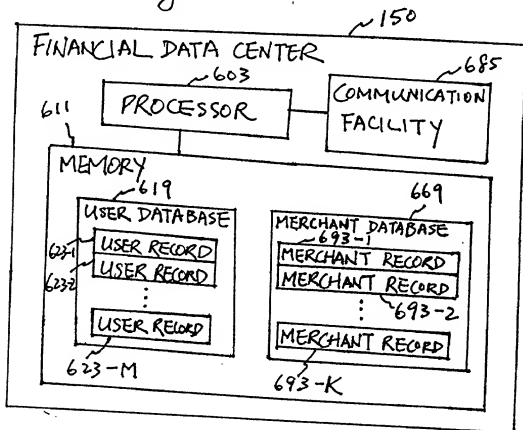 150
FINANCIAL DATA CENTER
603
685
PROCESSOR
COMMUNICATION
FACILITY
611
MEMORY
619
669
USER DATABASE
MERCHANT DATABASE
623-1
USER RECORD
693-1
MERCHANT RECORD
623-2
USER RECORD
MERCHANT RECORD
693-2
USER RECORD
MERCHANT RECORD
623-M
693-K